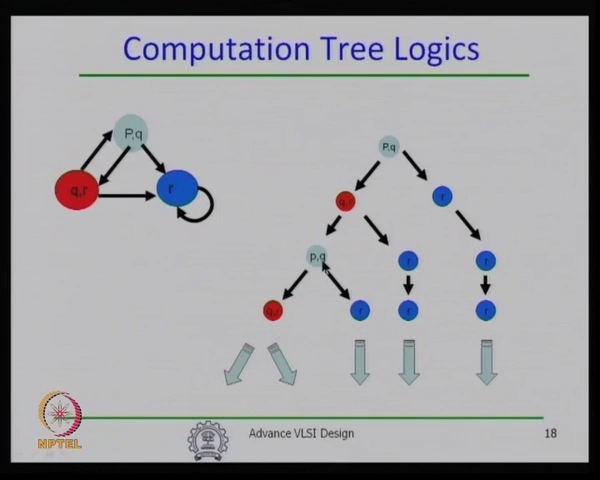 Computation Tree Logics
P,q
q,r
r
P,q
q,r
r
p,q
r
r
q,r
r
r
r
NPTEL
Advance VLSI Design
18